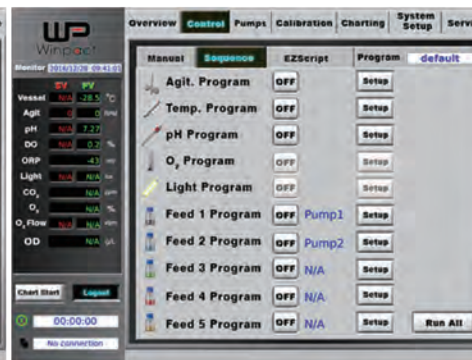 WP
Winpact
Monitor 2016/12/28 09:41:01
SV PV
Vessel N/A -28.5 °C
Agit 0 0 RPM
pH N/A 7.27
DO N/A 0.2 %
ORP -43
Light N/A N/A
CO₂ N/A
O₂ N/A %
O₂ Flow N/A N/A
OD N/A
Chart Start Logout
00:00:00
No connection
Overview Control Pumps Calibration Charting System Setup Servi
Manual Sequence EZScript Program default
Agit. Program OFF Setup
Temp. Program OFF Setup
pH Program OFF Setup
O₂ Program OFF Setup
Light Program OFF Setup
Feed 1 Program OFF Pump1 Setup
Feed 2 Program OFF Pump2 Setup
Feed 3 Program OFF N/A Setup
Feed 4 Program OFF N/A Setup
Feed 5 Program OFF N/A Setup Run All